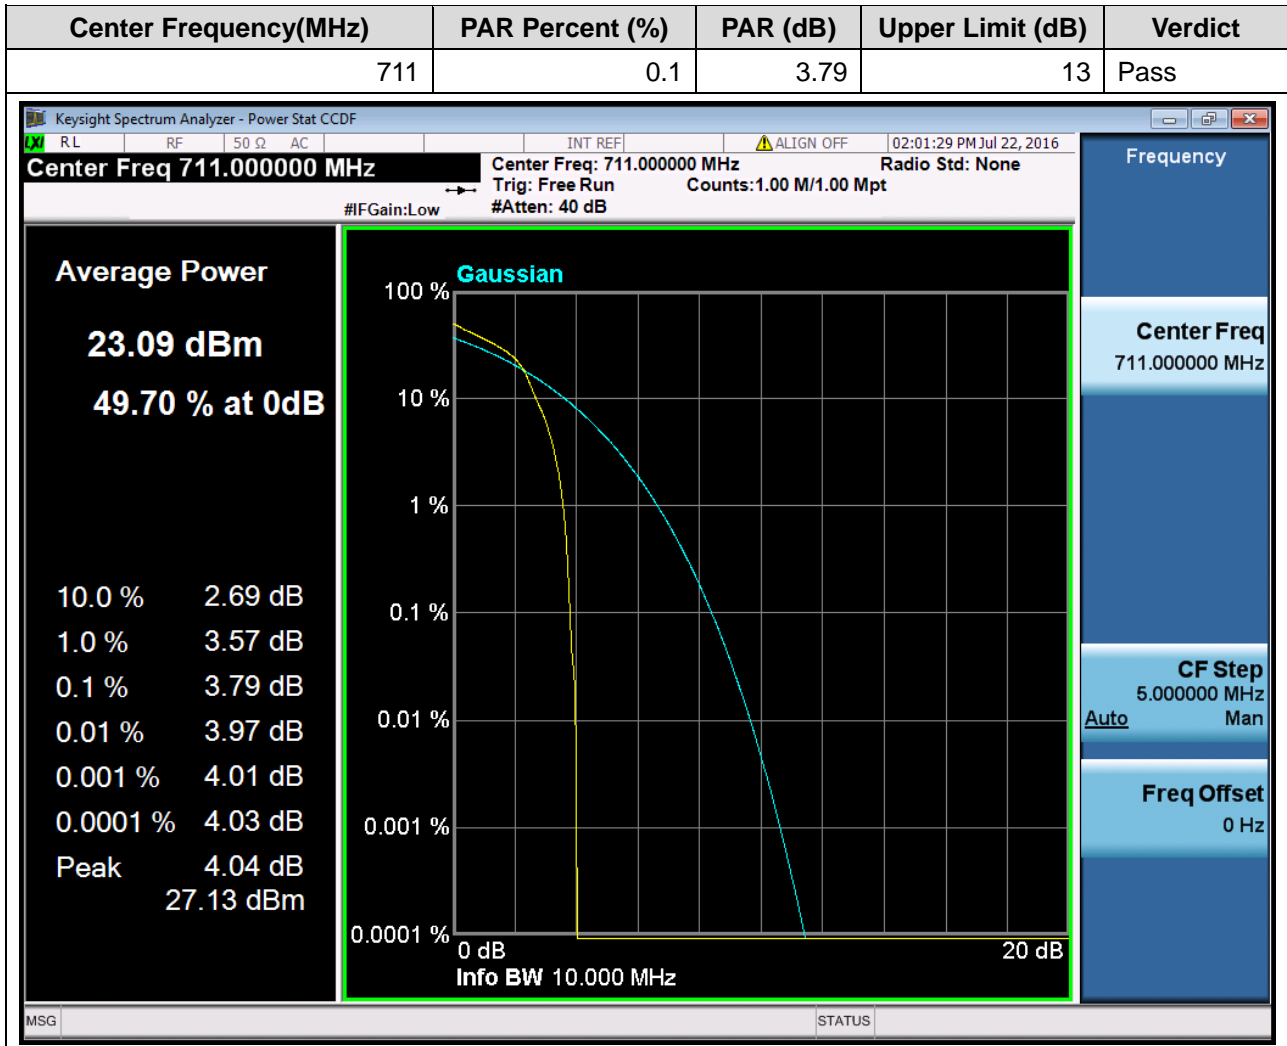 Center Frequency(MHz) PAR Percent (%) PAR (dB) Upper Limit (dB) Verdict
711 0.1 3.79 13 Pass
Keysight Spectrum Analyzer - Power Stat CCDF
LXI RL RF 50 Ω AC INT REF ALIGN OFF 02:01:29 PM Jul 22, 2016
Center Freq 711.000000 MHz
Center Freq: 711.000000 MHz Radio Std: None
Trig: Free Run Counts:1.00 M/1.00 Mpt
#IFGain:Low #Atten: 40 dB
Average Power
23.09 dBm
49.70 % at 0dB
10.0 % 2.69 dB
1.0 % 3.57 dB
0.1 % 3.79 dB
0.01 % 3.97 dB
0.001 % 4.01 dB
0.0001 % 4.03 dB
Peak 4.04 dB
27.13 dBm
Gaussian
100 %
10 %
1 %
0.1 %
0.01 %
0.001 %
0.0001 %
0 dB 20 dB
Info BW 10.000 MHz
Frequency
Center Freq
711.000000 MHz
CF Step
5.000000 MHz
Auto Man
Freq Offset
0 Hz
MSG STATUS